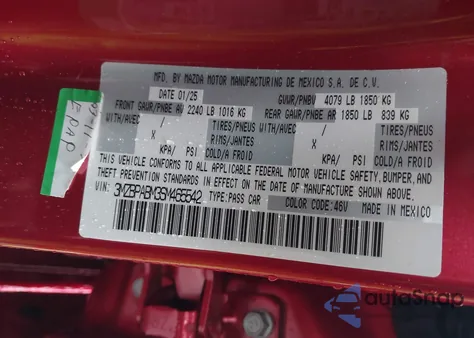 MFD. BY MAZDA MOTOR MANUFACTURING DE MEXICO S.A. DE C.V.
DATE 01/25 GVWR/PNBV 4079 LB 1850 KG
FRONT GAWR/PNBE AV 2240 LB 1016 KG REAR GAWR/PNBE AR 1850 LB 839 KG
WITH/AVEC/ TIRES/PNEUS WITH/AVEC/ TIRES/PNEUS
/ X RIMS/JANTES / X RIMS/JANTES
KPA/ PSI COLD/A FROID KPA/ PSI COLD/A FROID
THIS VEHICLE CONFORMS TO ALL APPLICABLE FEDERAL MOTOR VEHICLE SAFETY, BUMPER, AND
THEFT PREVENTION STANDARDS IN EFFECT ON THE DATE OF MANUFACTURE SHOWN ABOVE.
VIN: 3MZBPABM3SM465542 TYPE:PASS CAR COLOR CODE:46V MADE IN MEXICO
autoSnap